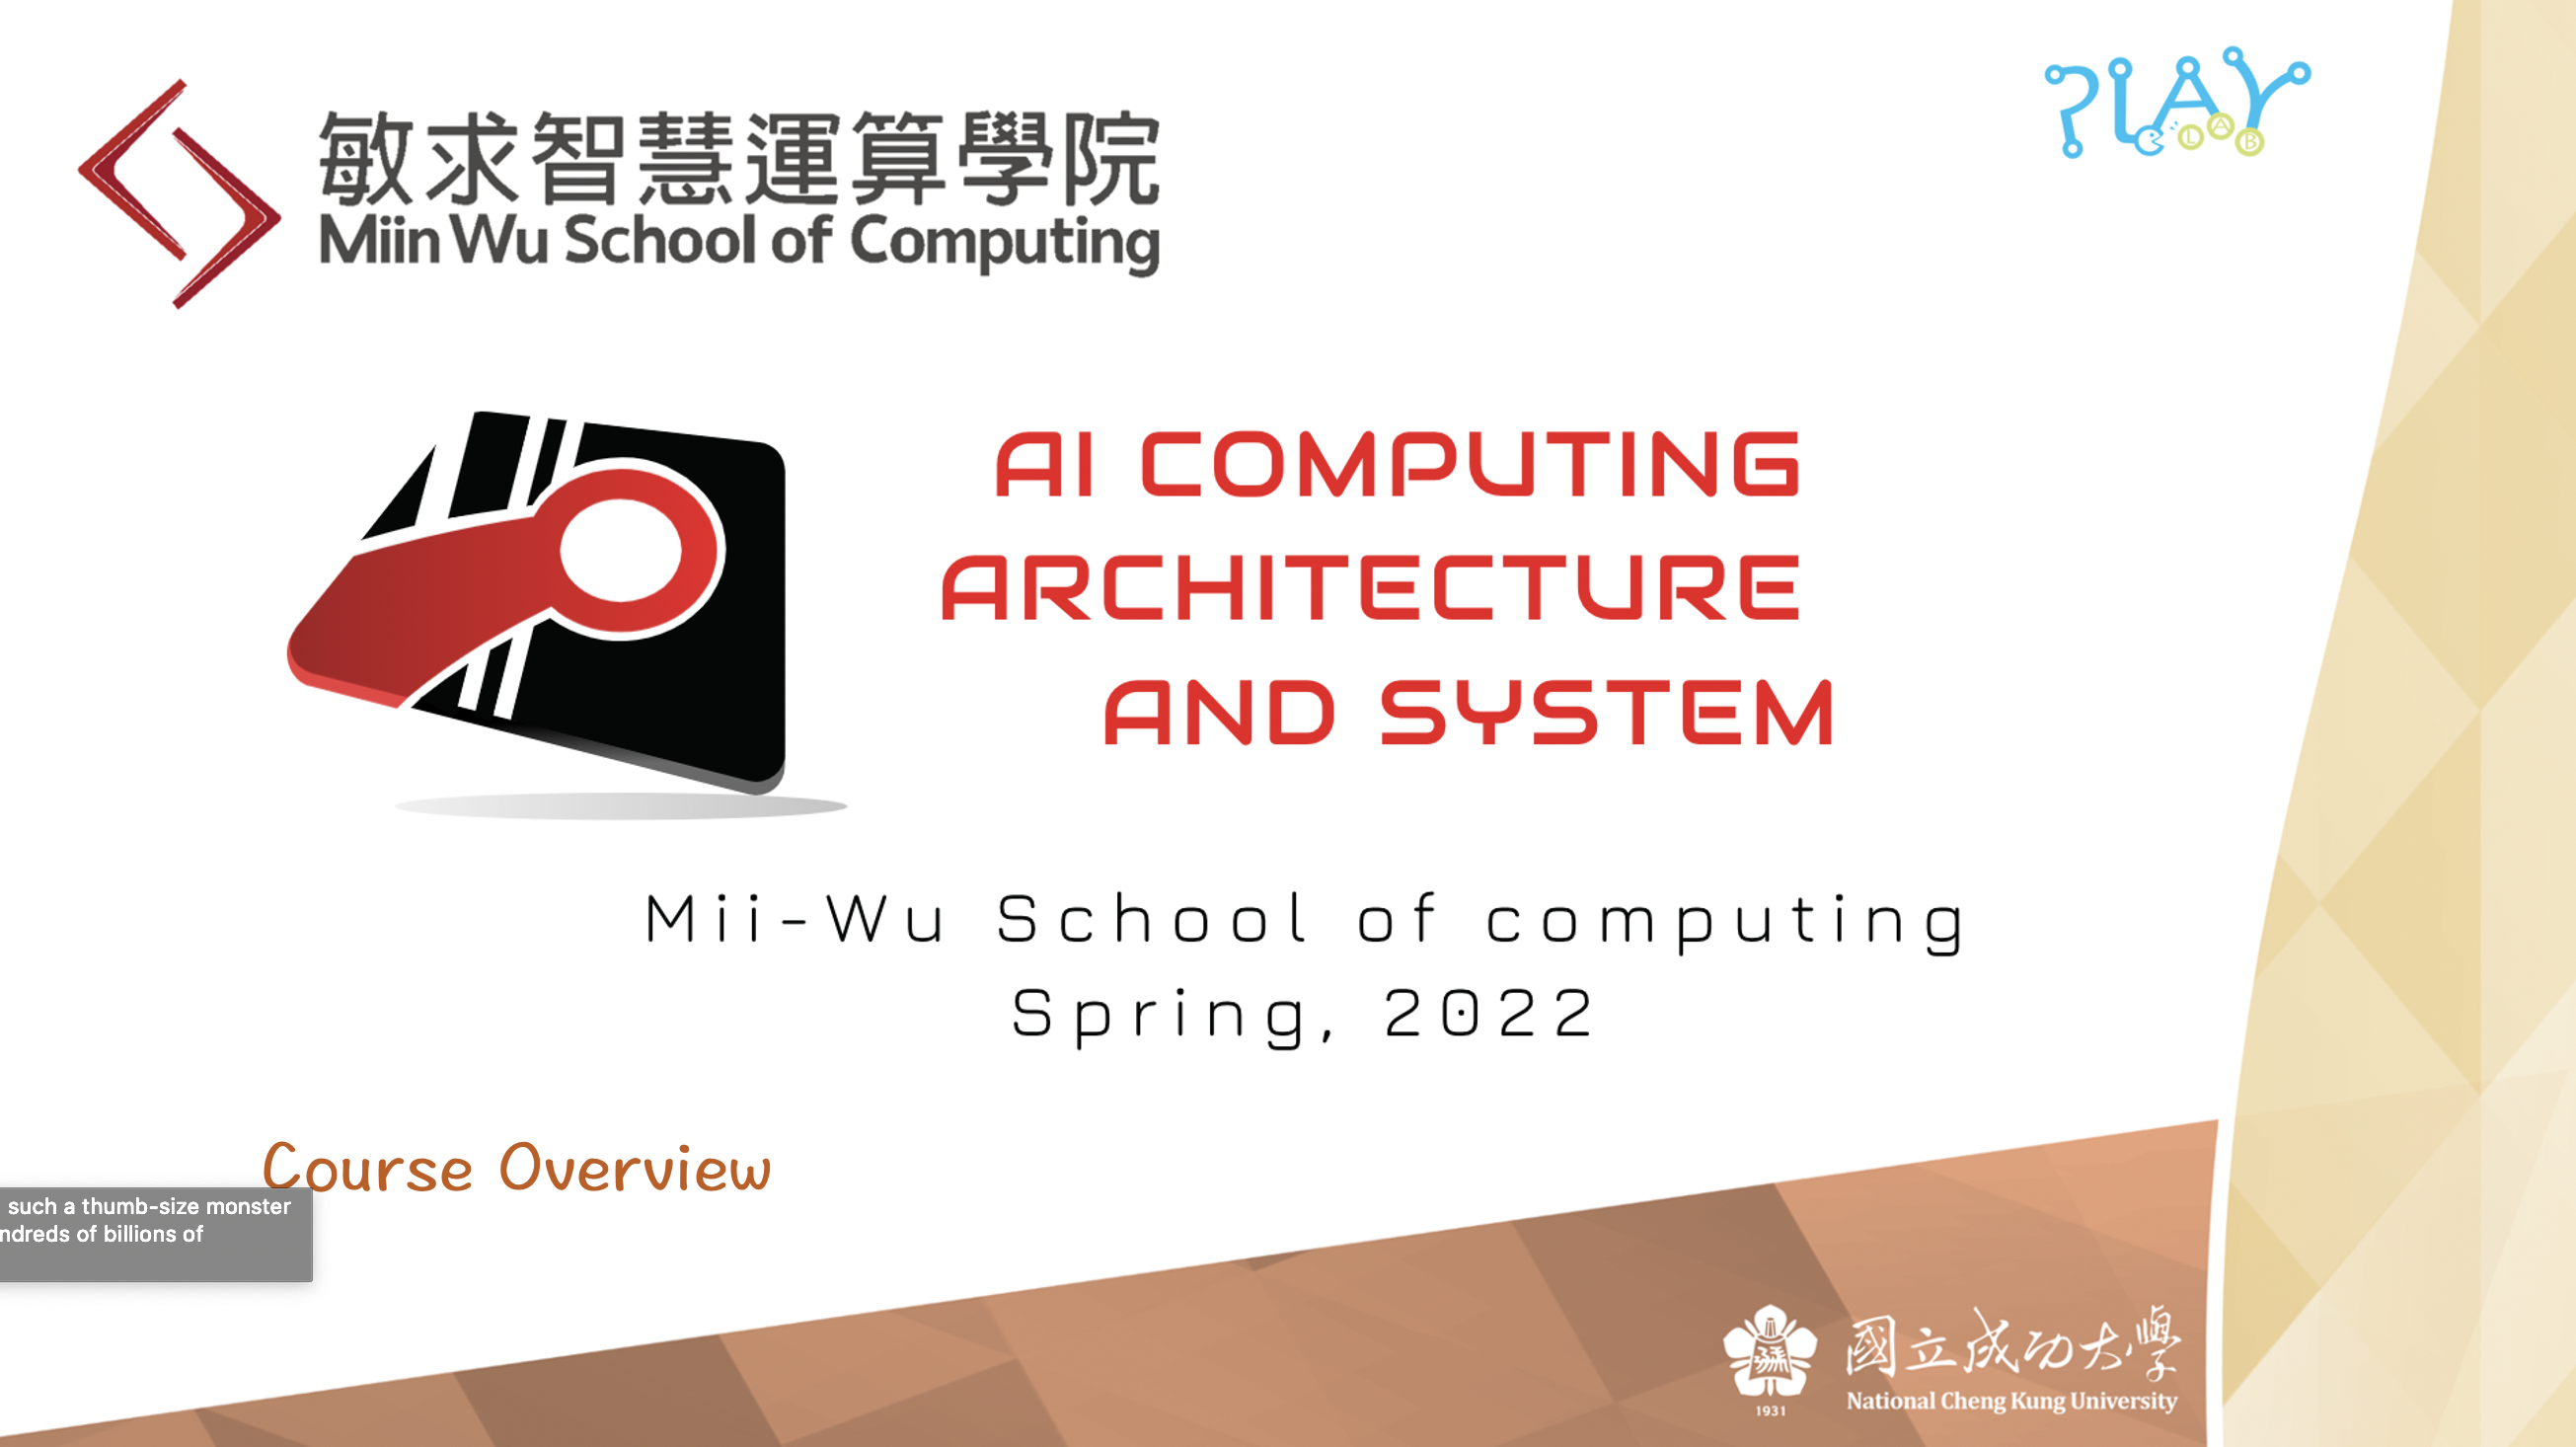 敏求智慧運算學院
Miin Wu School of Computing
PLAY
LAB
AI COMPUTING
ARCHITECTURE
AND SYSTEM
Mii-Wu School of computing
Spring, 2022
Course Overview
such a thumb-size monster
ndreds of billions of
國立成功大學
National Cheng Kung University
1931